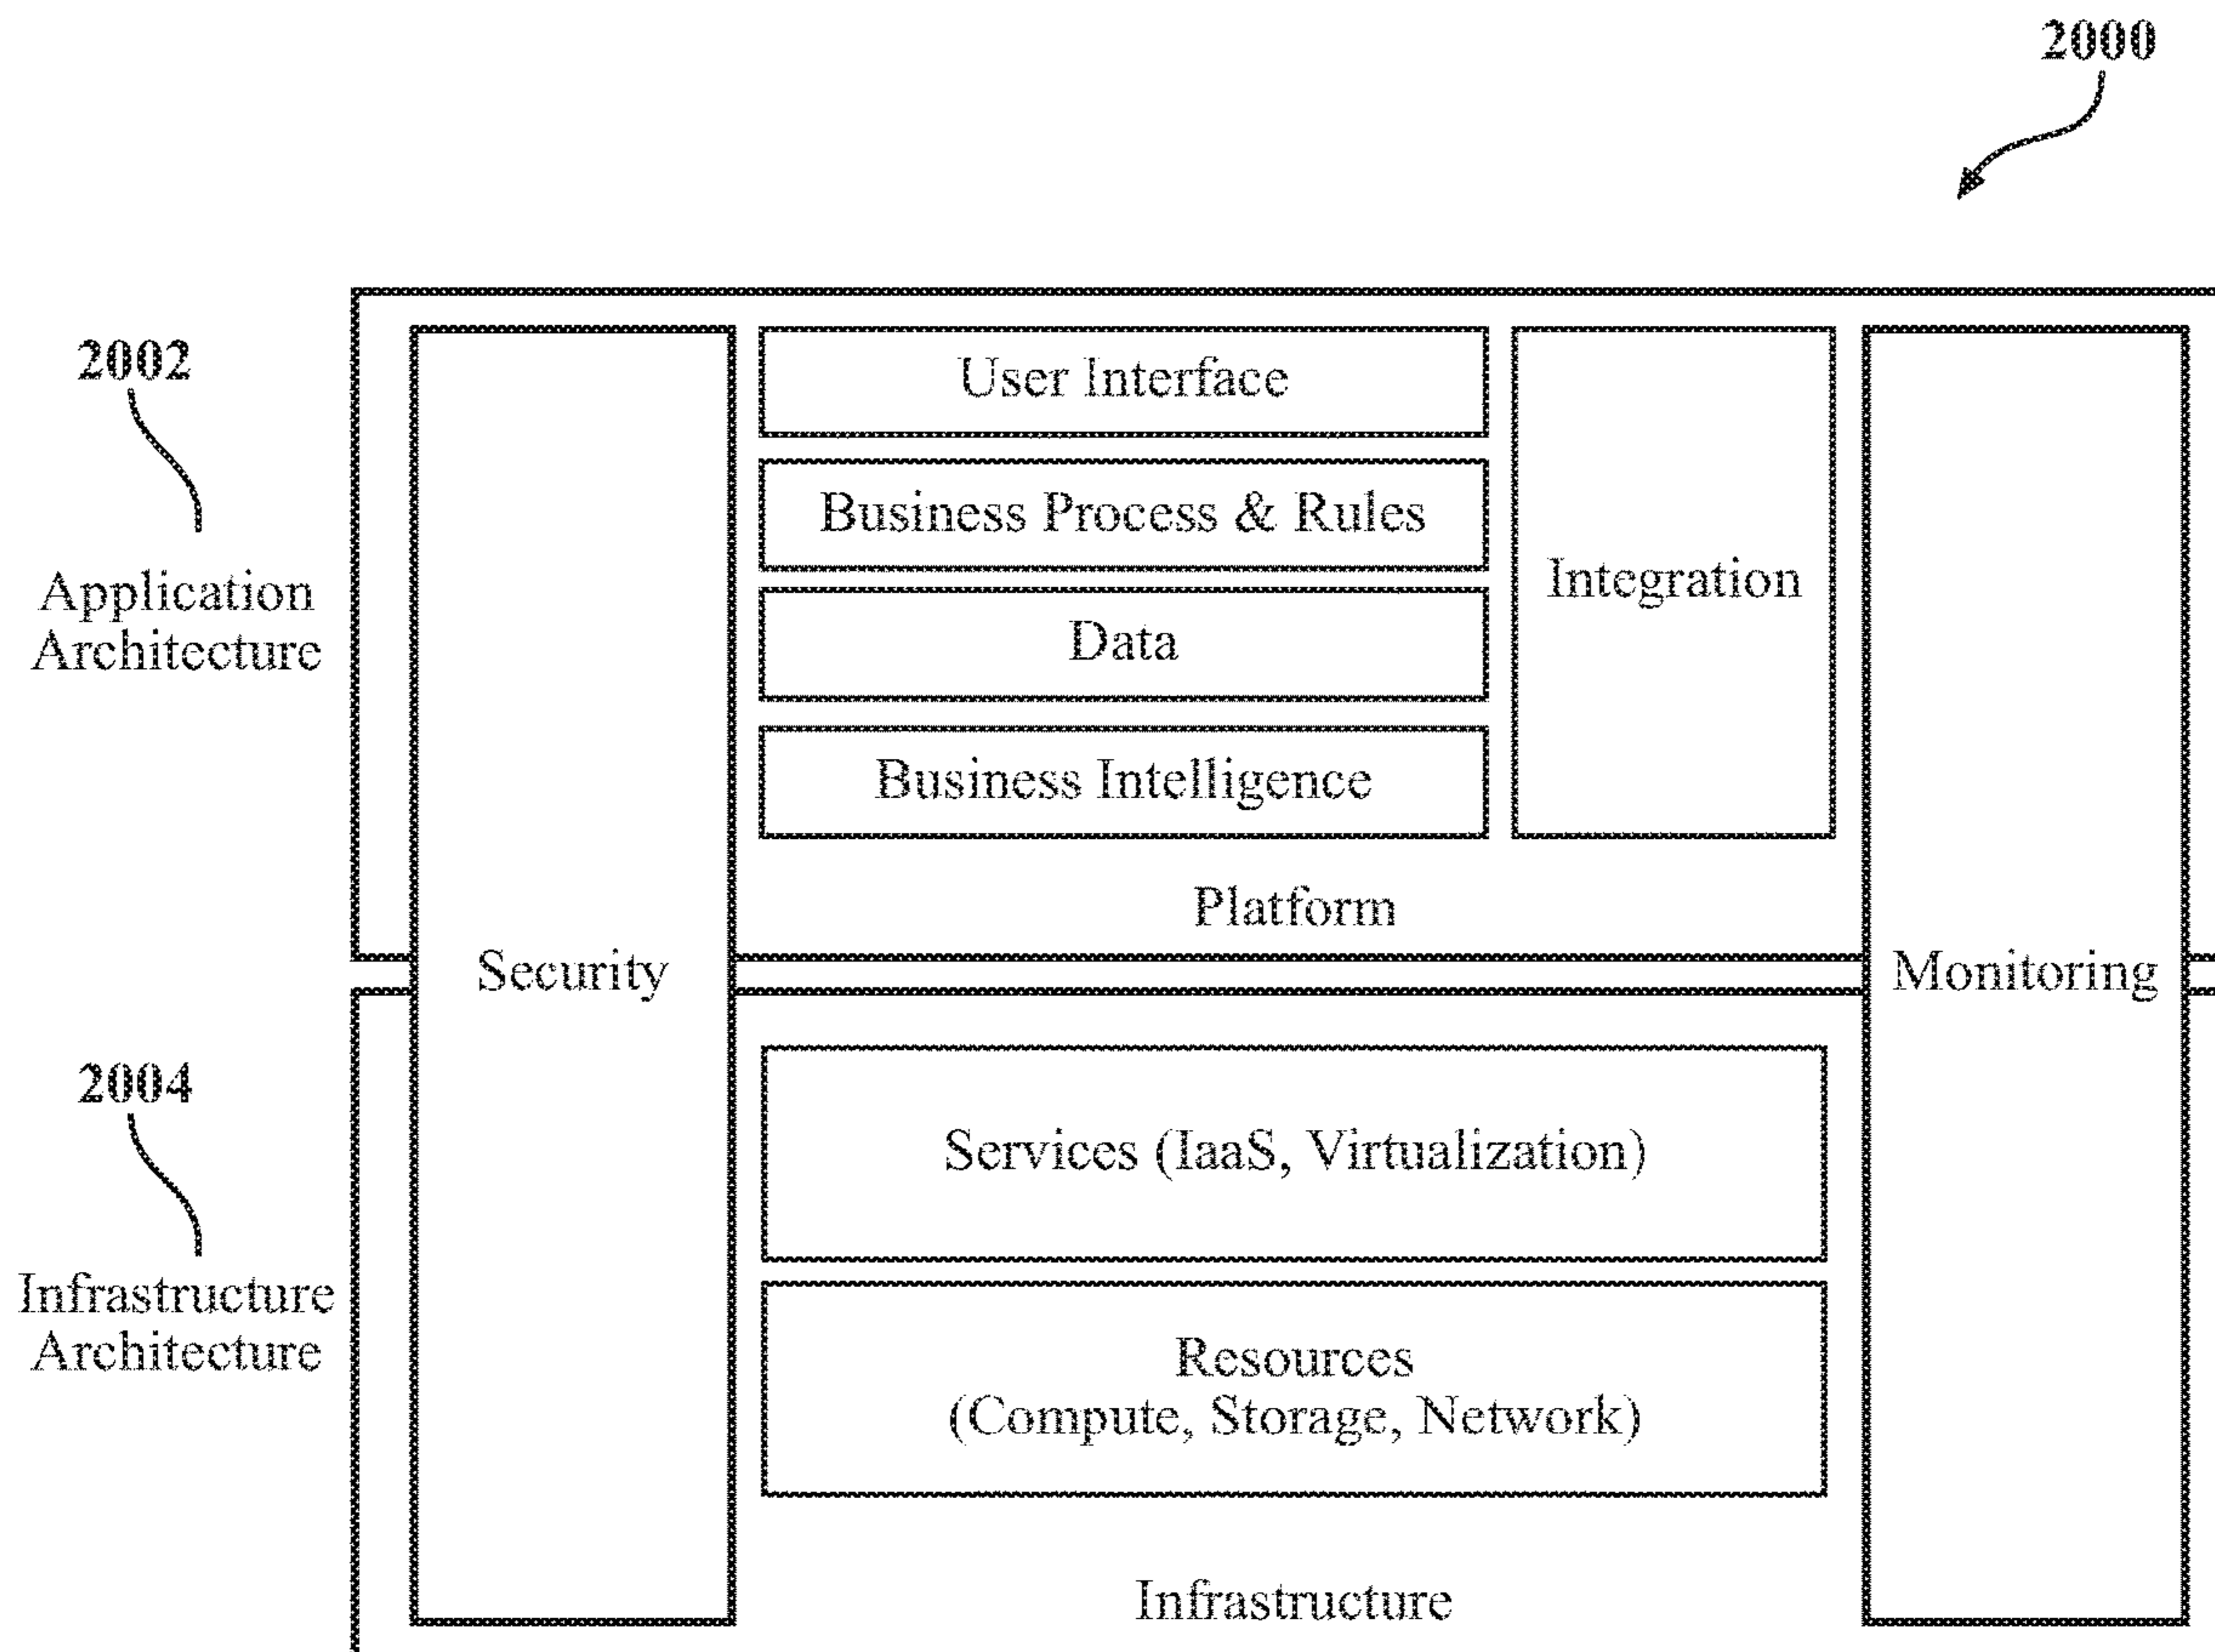 2000
2002
Application
Architecture
User Interface
Business Process & Rules
Data
Business Intelligence
Integration
Platform
Security
Monitoring
2004
Infrastructure
Architecture
Services (IaaS, Virtualization)
Resources
(Compute, Storage, Network)
Infrastructure